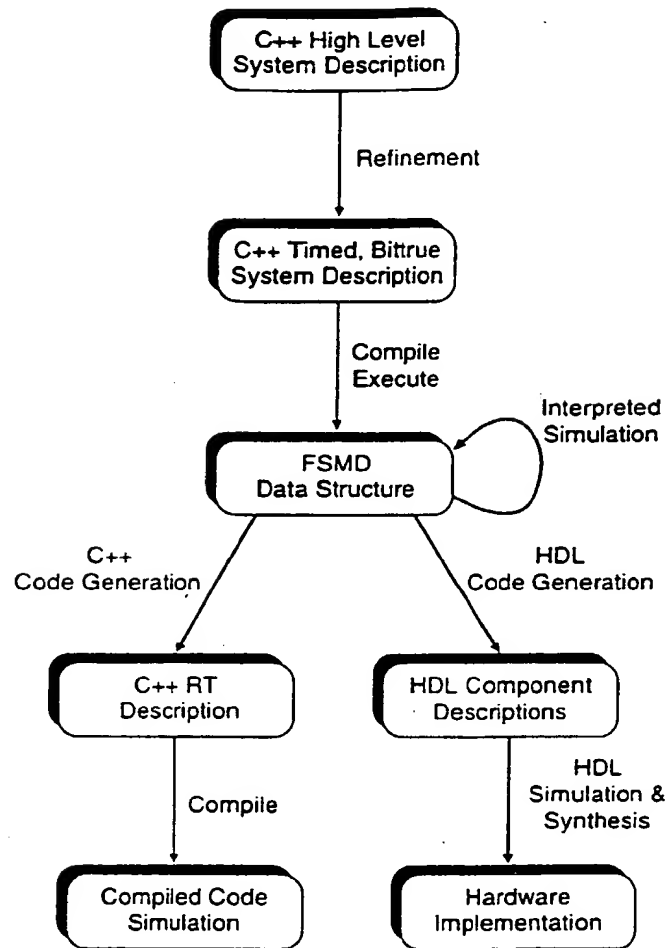 C++ High Level
System Description
Refinement
C++ Timed, Bittrue
System Description
Compile
Execute
Interpreted
Simulation
FSMD
Data Structure
C++
Code Generation
HDL
Code Generation
C++ RT
Description
HDL Component
Descriptions
Compile
HDL
Simulation &
Synthesis
Compiled Code
Simulation
Hardware
Implementation